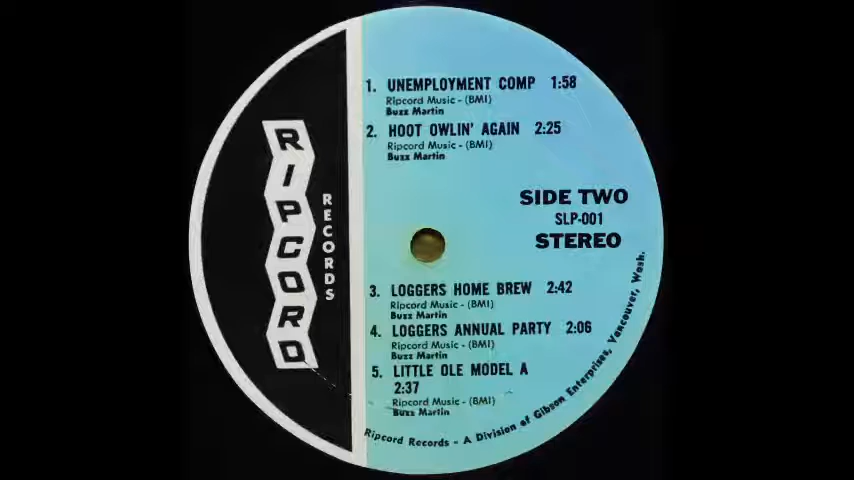 RIPCORD
RECORDS
1. UNEMPLOYMENT COMP 1:58
Ripcord Music - (BMI)
Buzz Martin
2. HOOT OWLIN' AGAIN 2:25
Ripcord Music - (BMI)
Buzz Martin
SIDE TWO
SLP-001
STEREO
3. LOGGERS HOME BREW 2:42
Ripcord Music - (BMI)
Buzz Martin
4. LOGGERS ANNUAL PARTY 2:06
Ripcord Music - (BMI)
Buzz Martin
5. LITTLE OLE MODEL A
2:37
Ripcord Music - (BMI)
Buzz Martin
Ripcord Records - A Division of Gibson Enterprises, Vancouver, Wash.